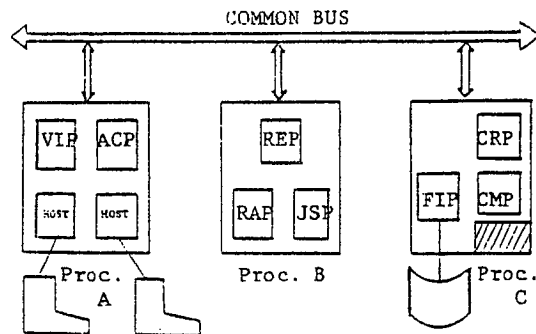 COMMON BUS
VIP ACP
HOST HOST
REP
RAP JSP
CRP
FIP CMP
Proc. A
Proc. B
Proc. C